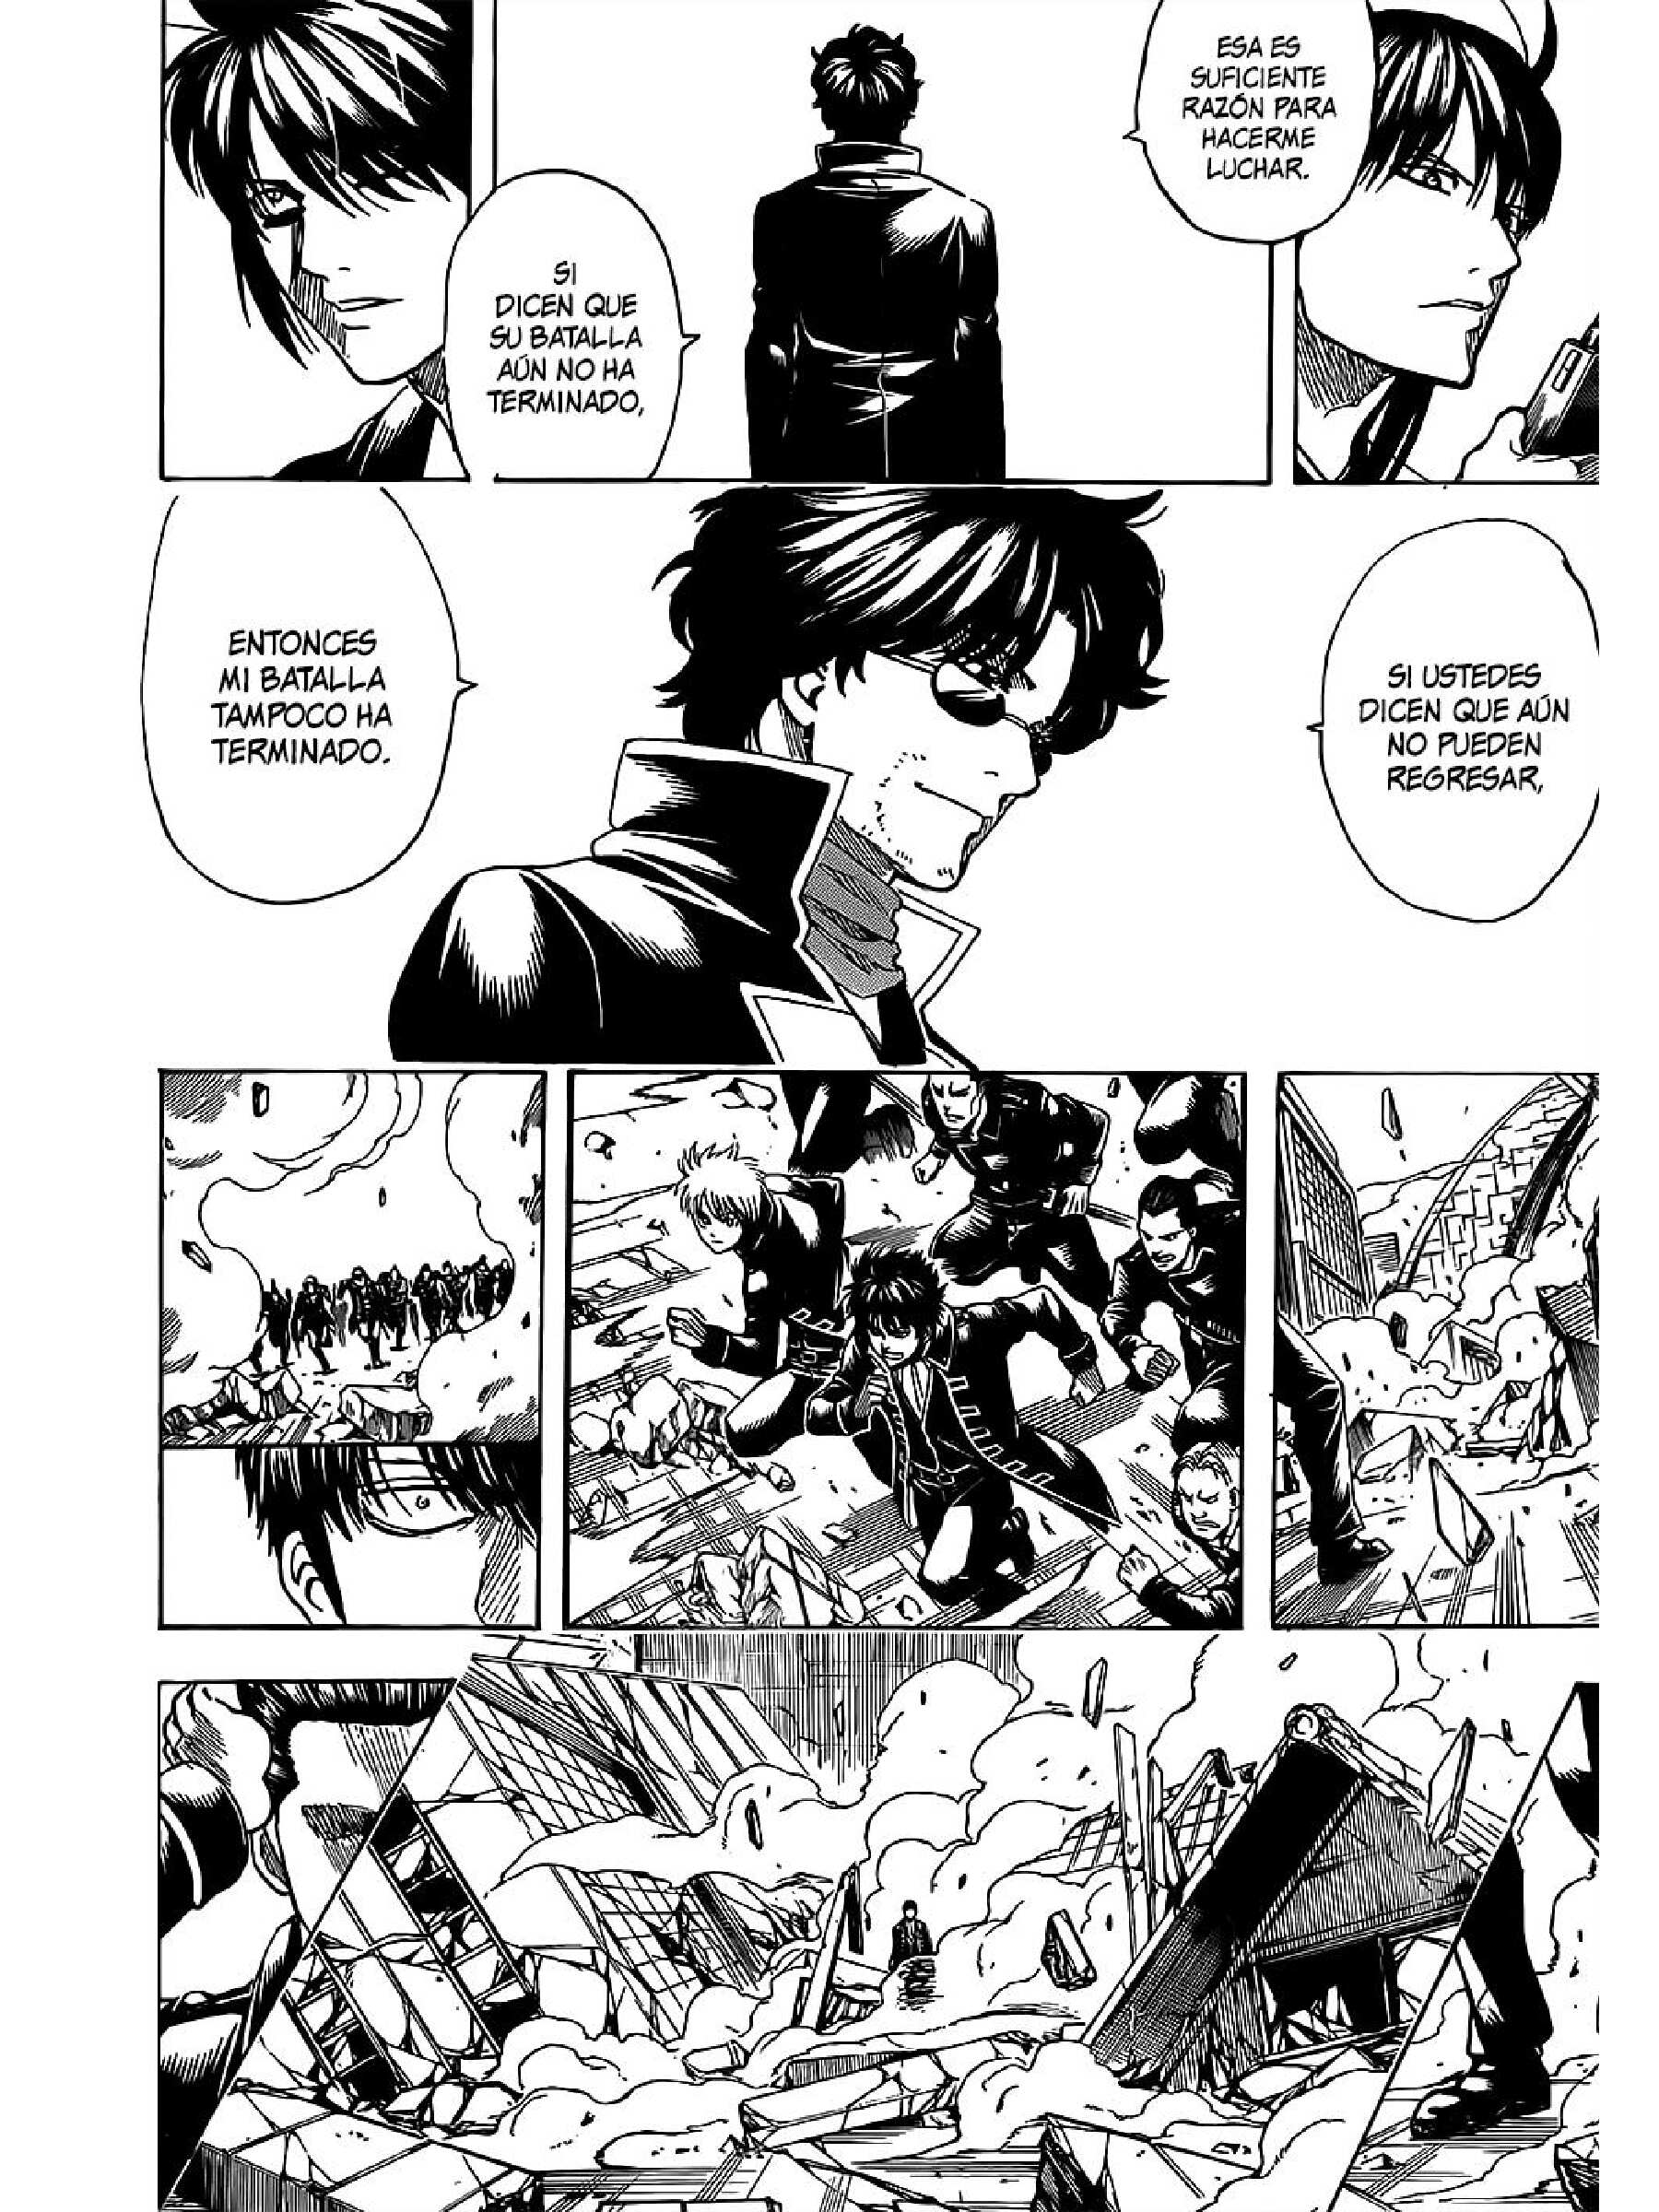 ESA ES
SUFICIENTE
RAZÓN PARA
HACERME
LUCHAR.
SI
DICEN QUE
SU BATALLA
AÚN NO HA
TERMINADO,
SI USTEDES
DICEN QUE AÚN
NO PUEDEN
REGRESAR,
ENTONCES
MI BATALLA
TAMPOCO HA
TERMINADO.